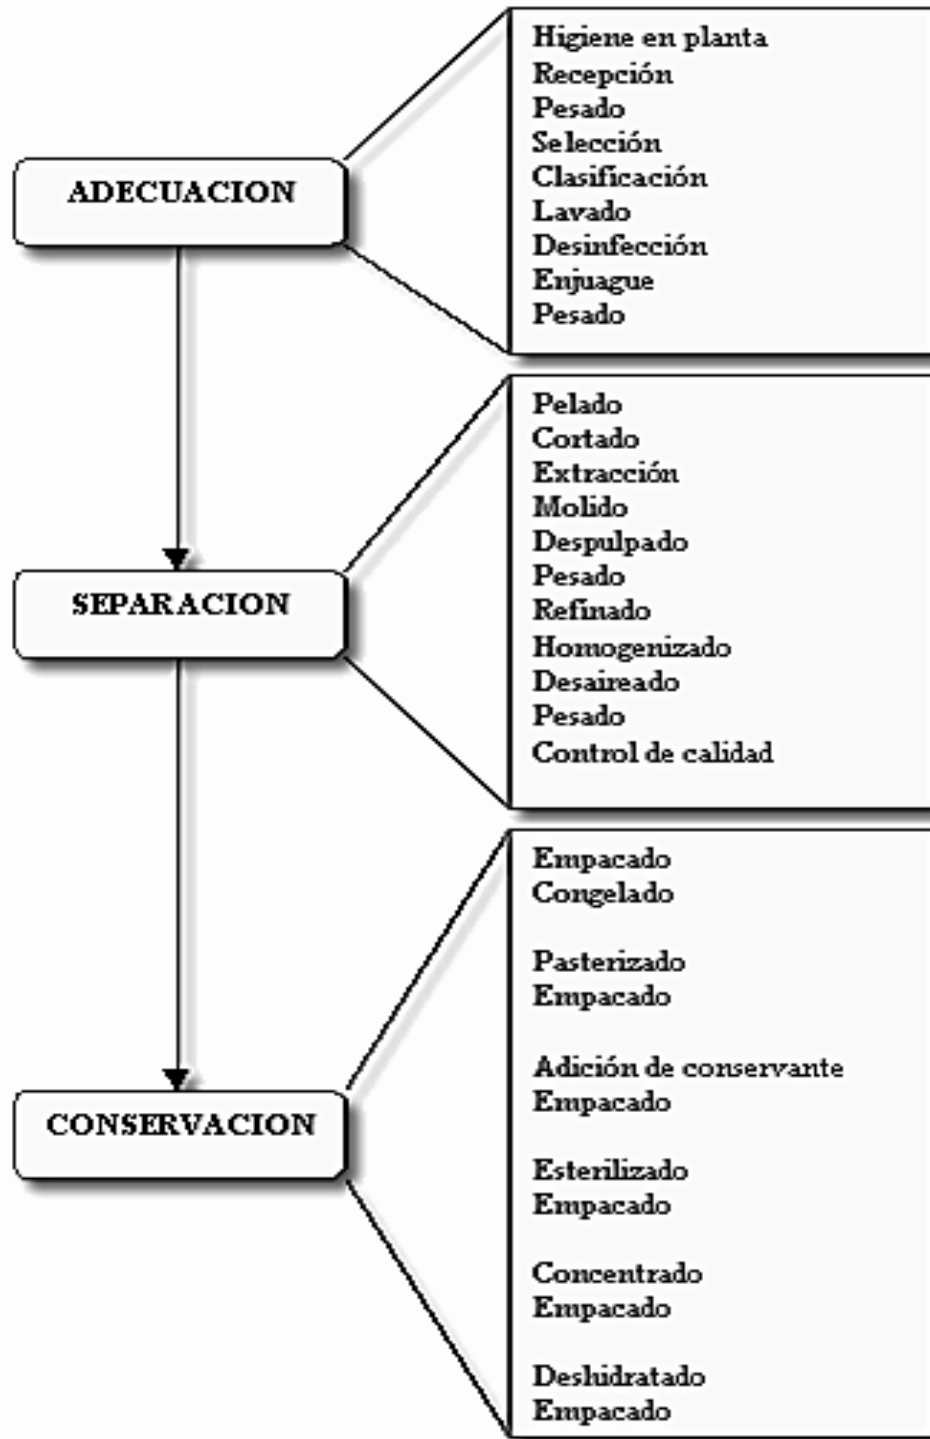 ADECUACION
Higiene en planta
Recepción
Pesado
Selección
Clasificación
Lavado
Desinfección
Enjuague
Pesado
SEPARACION
Pelado
Cortado
Extracción
Molido
Despulpado
Pesado
Refinado
Homogenizado
Desaireado
Pesado
Control de calidad
CONSERVACION
Empacado
Congelado
Pasterizado
Empacado
Adición de conservante
Empacado
Esterilizado
Empacado
Concentrado
Empacado
Deshidratado
Empacado